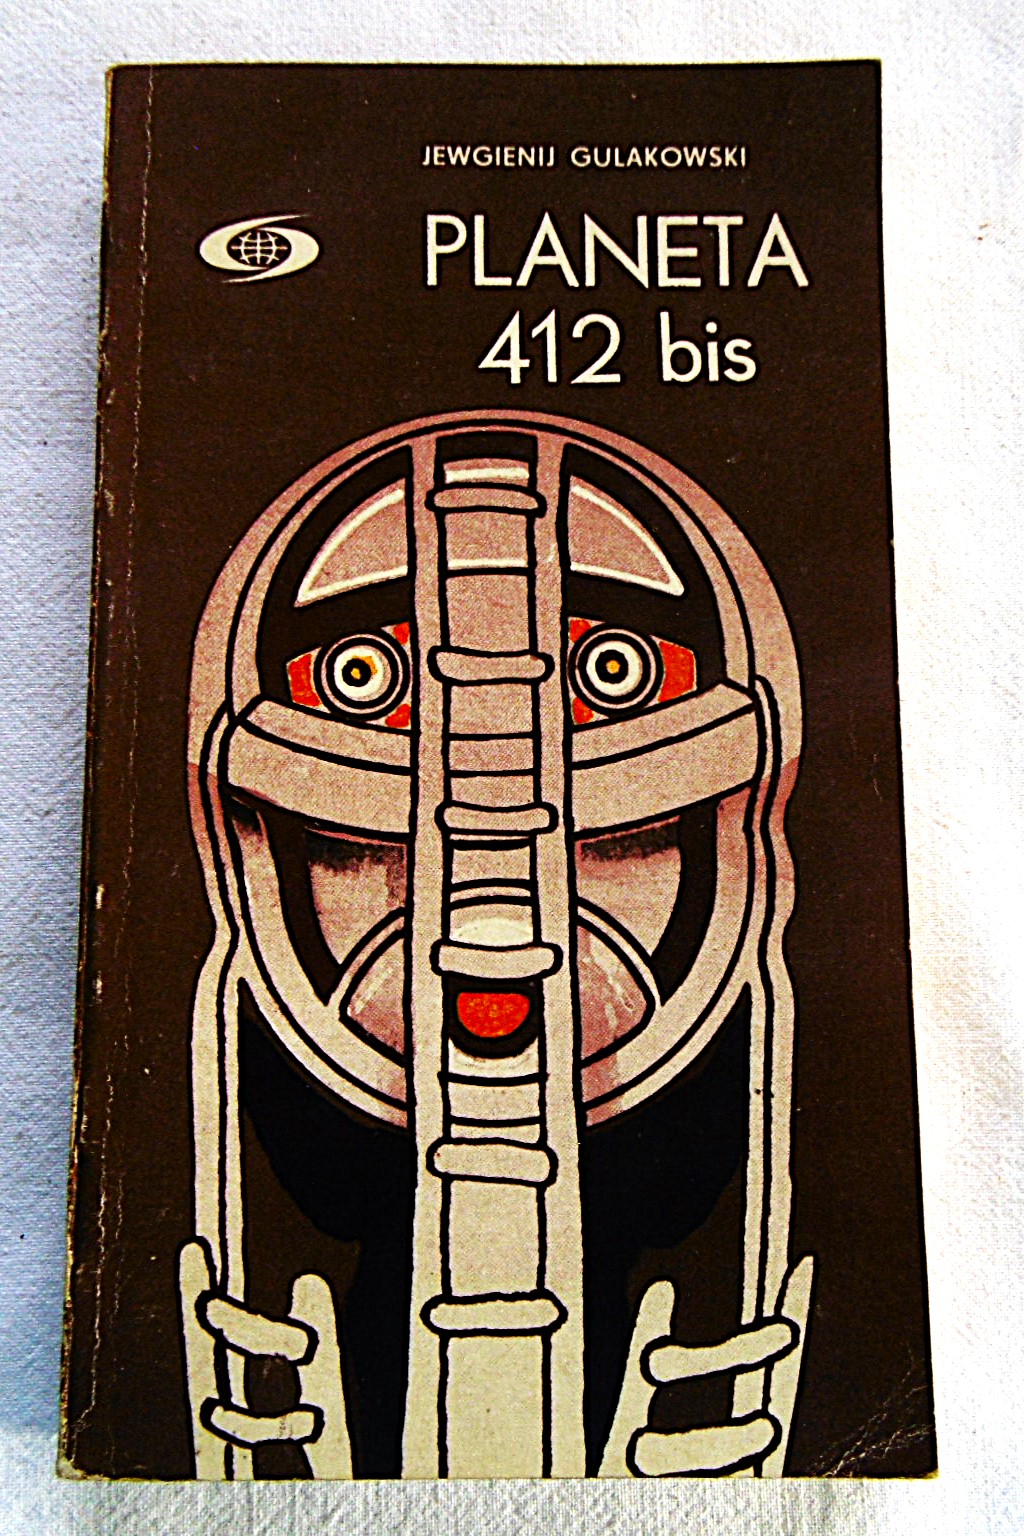 JEWGIENIJ GULAKOWSKI
PLANETA
412 bis